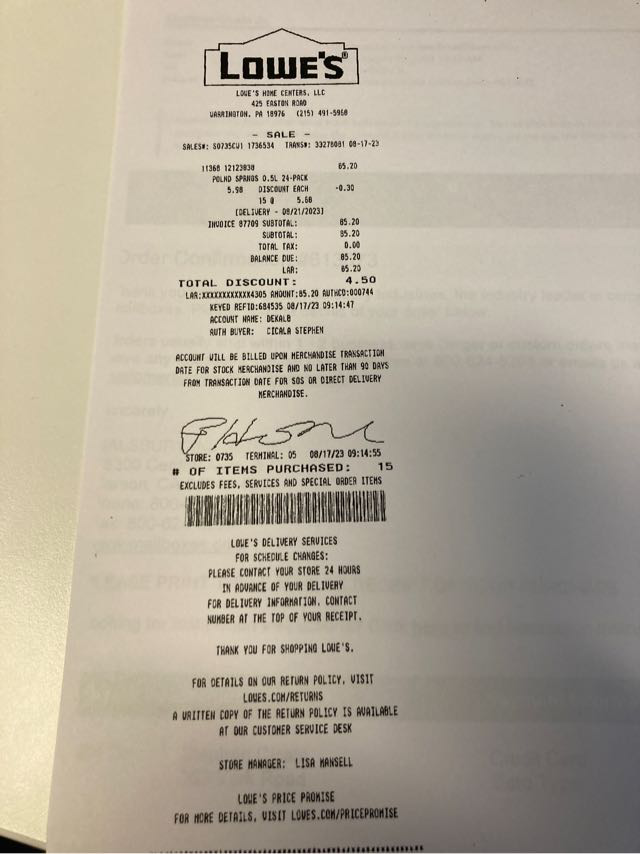 LOWE'S®
LOWE'S HOME CENTERS, LLC
425 EASTON ROAD
WARRINGTON, PA 18976 (215) 491-5960
- SALE -
SALES#: S0735CW1 1736534 TRANS#: 33278081 08-17-23
11360 12123930 85.20
POLND SPRNGS 0.5L 24-PACK
5.98 DISCOUNT EACH -0.30
15 @ 5.68
[DELIVERY - 08/21/2023]
INVOICE 87709 SUBTOTAL: 85.20
SUBTOTAL: 85.20
TOTAL TAX: 0.00
BALANCE DUE: 85.20
LAR: 85.20
TOTAL DISCOUNT: 4.50
LAR:XXXXXXXXXXXX4305 AMOUNT:85.20 AUTHCD:000744
KEYED REFID:684535 08/17/23 09:14:47
ACCOUNT NAME: DEKALB
AUTH BUYER: CICALA STEPHEN
ACCOUNT WILL BE BILLED UPON MERCHANDISE TRANSACTION
DATE FOR STOCK MERCHANDISE AND NO LATER THAN 90 DAYS
FROM TRANSACTION DATE FOR SOS OR DIRECT DELIVERY
MERCHANDISE.
STORE: 0735 TERMINAL: 05 08/17/23 09:14:55
# OF ITEMS PURCHASED: 15
EXCLUDES FEES, SERVICES AND SPECIAL ORDER ITEMS
LOWE'S DELIVERY SERVICES
FOR SCHEDULE CHANGES:
PLEASE CONTACT YOUR STORE 24 HOURS
IN ADVANCE OF YOUR DELIVERY
FOR DELIVERY INFORMATION, CONTACT
NUMBER AT THE TOP OF YOUR RECEIPT.
THANK YOU FOR SHOPPING LOWE'S.
FOR DETAILS ON OUR RETURN POLICY, VISIT
LOWES.COM/RETURNS
A WRITTEN COPY OF THE RETURN POLICY IS AVAILABLE
AT OUR CUSTOMER SERVICE DESK
STORE MANAGER: LISA MANSELL
LOWE'S PRICE PROMISE
FOR MORE DETAILS, VISIT LOWES.COM/PRICEPROMISE